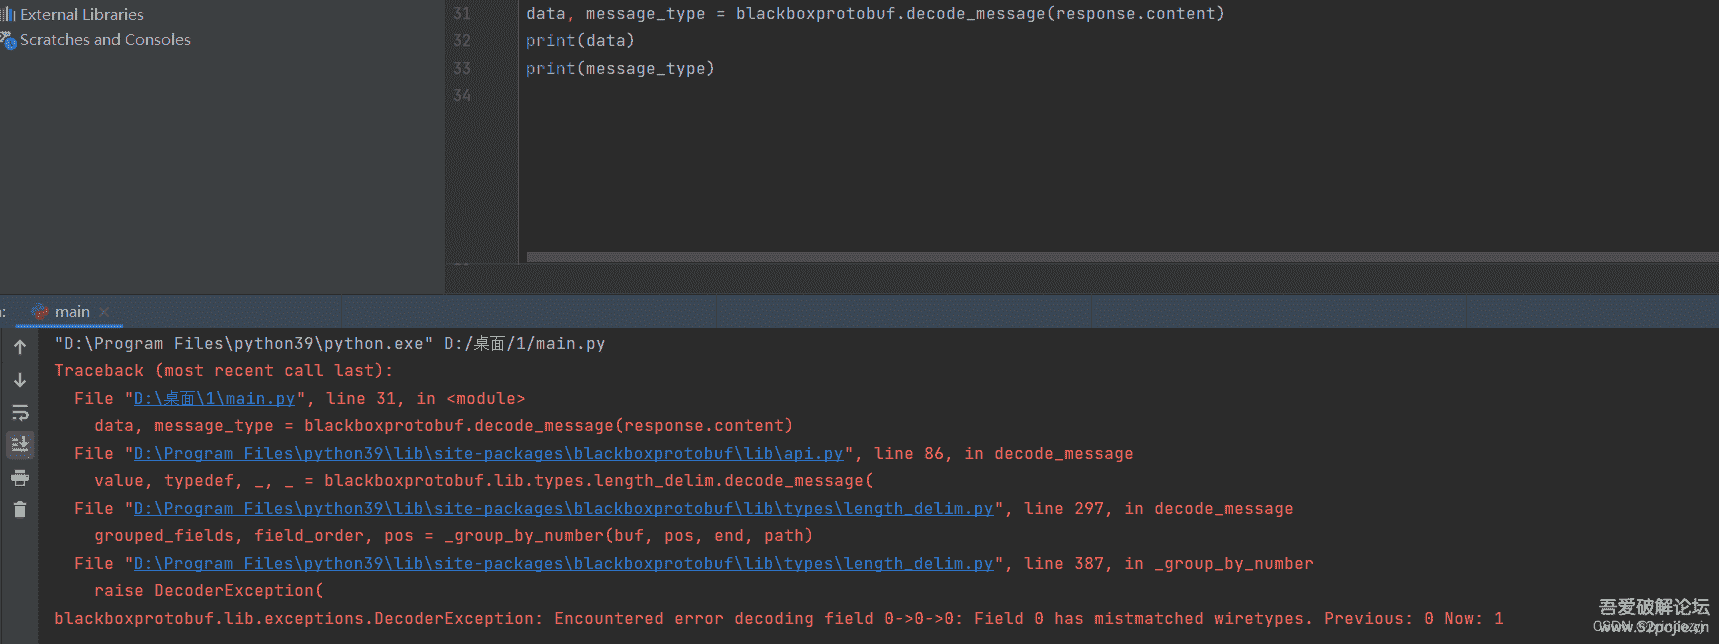 External Libraries
Scratches and Consoles
31 data, message_type = blackboxprotobuf.decode_message(response.content)
32 print(data)
33 print(message_type)
34
main
"D:\Program Files\python39\python.exe" D:/桌面/1/main.py
Traceback (most recent call last):
File "D:\桌面\1\main.py", line 31, in <module>
data, message_type = blackboxprotobuf.decode_message(response.content)
File "D:\Program Files\python39\lib\site-packages\blackboxprotobuf\lib\api.py", line 86, in decode_message
value, typedef, _, _ = blackboxprotobuf.lib.types.length_delim.decode_message(
File "D:\Program Files\python39\lib\site-packages\blackboxprotobuf\lib\types\length_delim.py", line 297, in decode_message
grouped_fields, field_order, pos = _group_by_number(buf, pos, end, path)
File "D:\Program Files\python39\lib\site-packages\blackboxprotobuf\lib\types\length_delim.py", line 387, in _group_by_number
raise DecoderException(
blackboxprotobuf.lib.exceptions.DecoderException: Encountered error decoding field 0->0->0: Field 0 has mistmatched wiretypes. Previous: 0 Now: 1
吾爱破解论坛
www.52pojie.cn